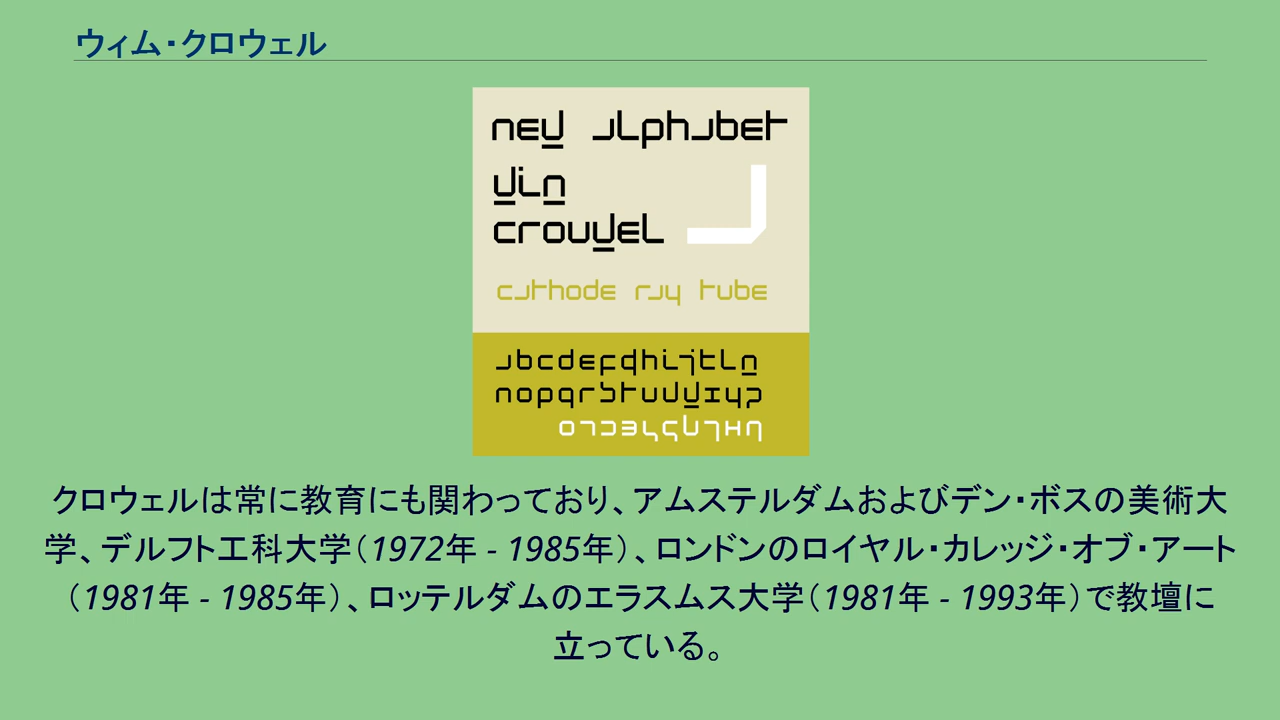 ウィム・クロウェル
new alphabet
wim
crouwel
cathode ray tube
abcdefghijklm
nopqrstuvwxyz
クロウェルは常に教育にも関わっており、アムステルダムおよびデン・ボスの美術大
学、デルフト工科大学（1972年 - 1985年）、ロンドンのロイヤル・カレッジ・オブ・アート
（1981年 - 1985年）、ロッテルダムのエラスムス大学（1981年 - 1993年）で教壇に
立っている。